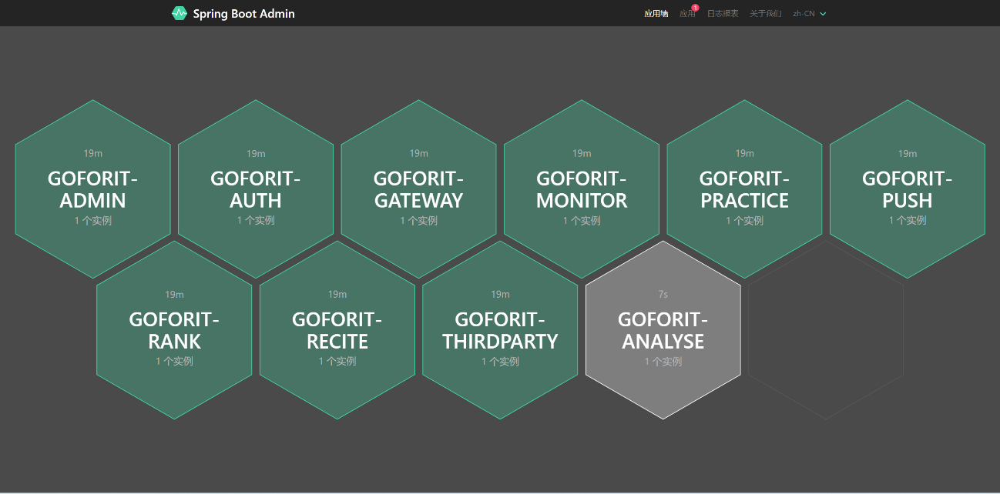 Spring Boot Admin
应用墙 应用 1 日志报表 关于我们 zh-CN
19m
GOFORIT-
ADMIN
1 个实例
19m
GOFORIT-
AUTH
1 个实例
19m
GOFORIT-
GATEWAY
1 个实例
19m
GOFORIT-
MONITOR
1 个实例
19m
GOFORIT-
PRACTICE
1 个实例
19m
GOFORIT-
PUSH
1 个实例
19m
GOFORIT-
RANK
1 个实例
19m
GOFORIT-
RECITE
1 个实例
19m
GOFORIT-
THIRDPARTY
1 个实例
7s
GOFORIT-
ANALYSE
1 个实例